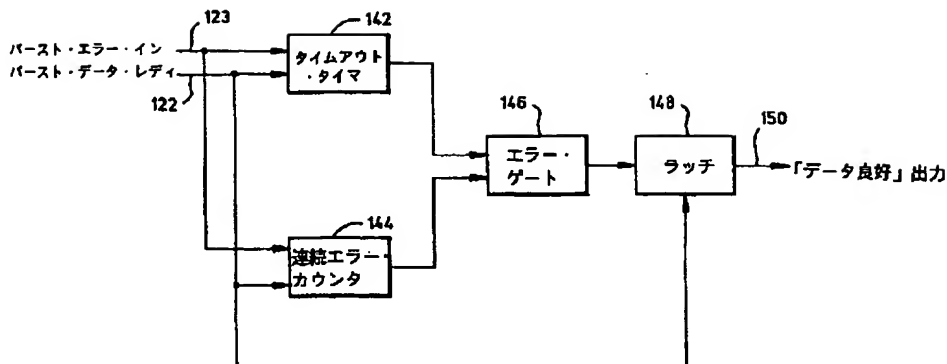 123
バースト・エラー・イン
バースト・データ・レディ
122
142
タイムアウト
・タイマ
144
連続エラー・
カウンタ
146
エラー・
ゲート
148
ラッチ
150
「データ良好」出力